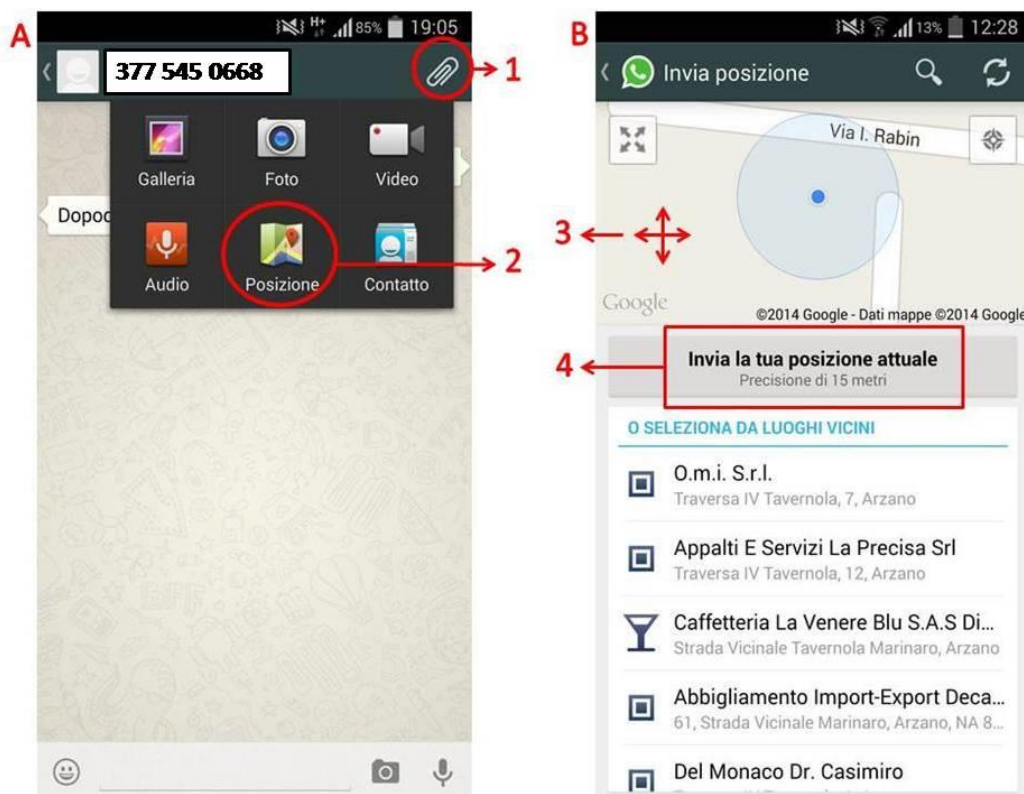 A
85% 19:05
H+
377 545 0668
1
Galleria
Foto
Video
Dopo
Audio
Posizione
Contatto
2
B
13% 12:28
Invia posizione
Via I. Rabin
3
Google
©2014 Google - Dati mappe ©2014 Google
4
Invia la tua posizione attuale
Precisione di 15 metri
O SELEZIONA DA LUOGHI VICINI
O.m.i. S.r.l.
Traversa IV Tavernola, 7, Arzano
Appalti E Servizi La Precisa Srl
Traversa IV Tavernola, 12, Arzano
Caffetteria La Venere Blu S.A.S Di...
Strada Vicinale Tavernola Marinaro, Arzano
Abbigliamento Import-Export Deca...
61, Strada Vicinale Marinaro, Arzano, NA 8...
Del Monaco Dr. Casimiro